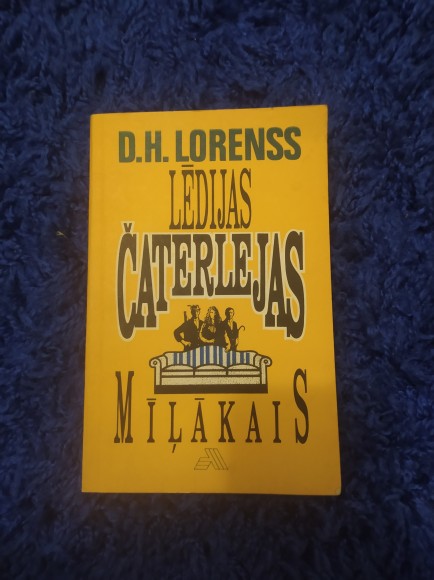 D.H. LORENSS
LĒDIJAS
ČATERLEJAS
MĪĻĀKAIS